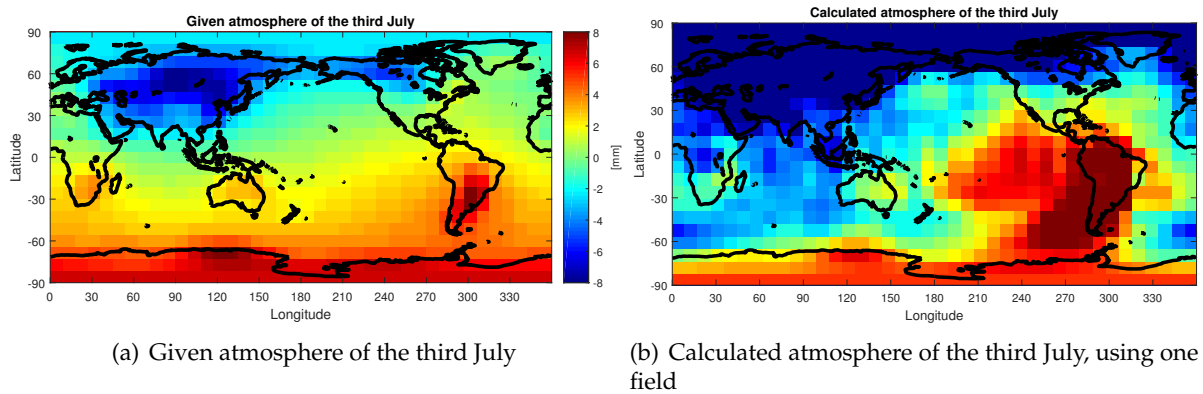 Given atmosphere of the third July
90
60
30
0
-30
-60
-90
Latitude
0 30 60 90 120 150 180 210 240 270 300 330
Longitude
8
6
4
2
0
-2
-4
-6
-8
[mm]
(a) Given atmosphere of the third July
Calculated atmosphere of the third July
90
60
30
0
-30
-60
-90
Latitude
0 30 60 90 120 150 180 210 240 270 300 330
Longitude
(b) Calculated atmosphere of the third July, using one
field